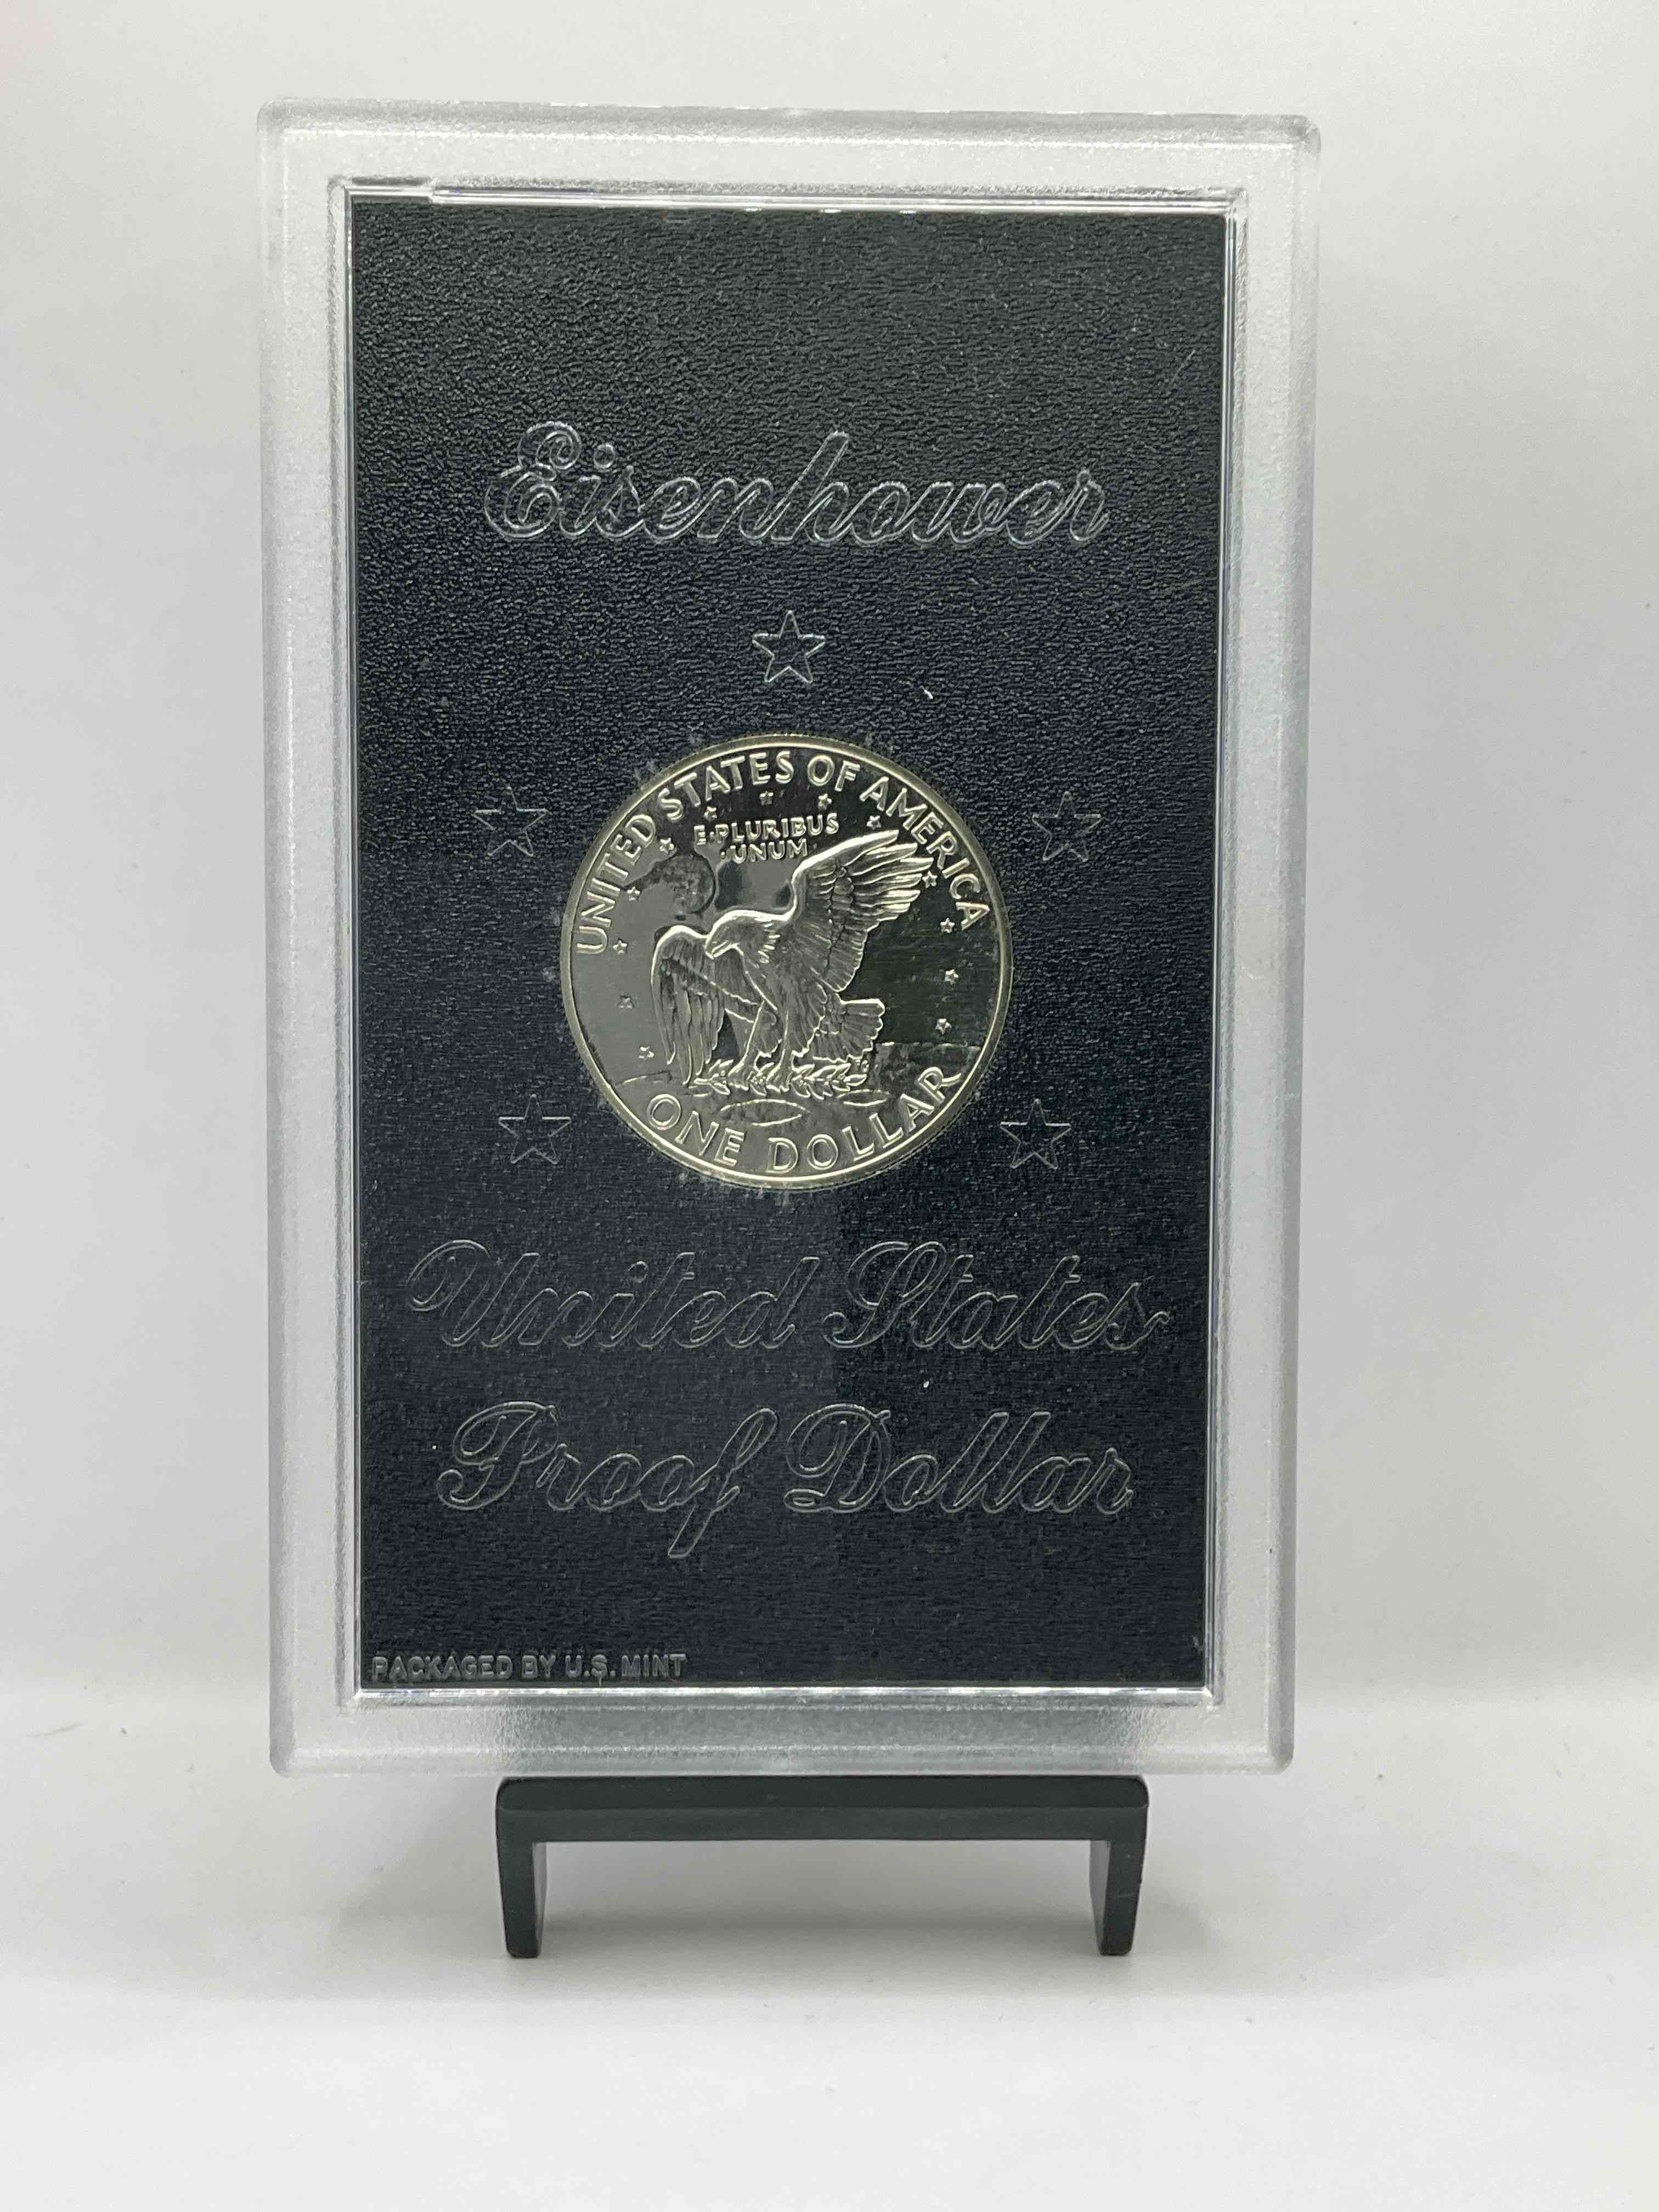 Eisenhower
UNITED STATES OF AMERICA
E·PLURIBUS
·UNUM·
ONE DOLLAR
United States
Proof Dollar
PACKAGED BY U.S. MINT